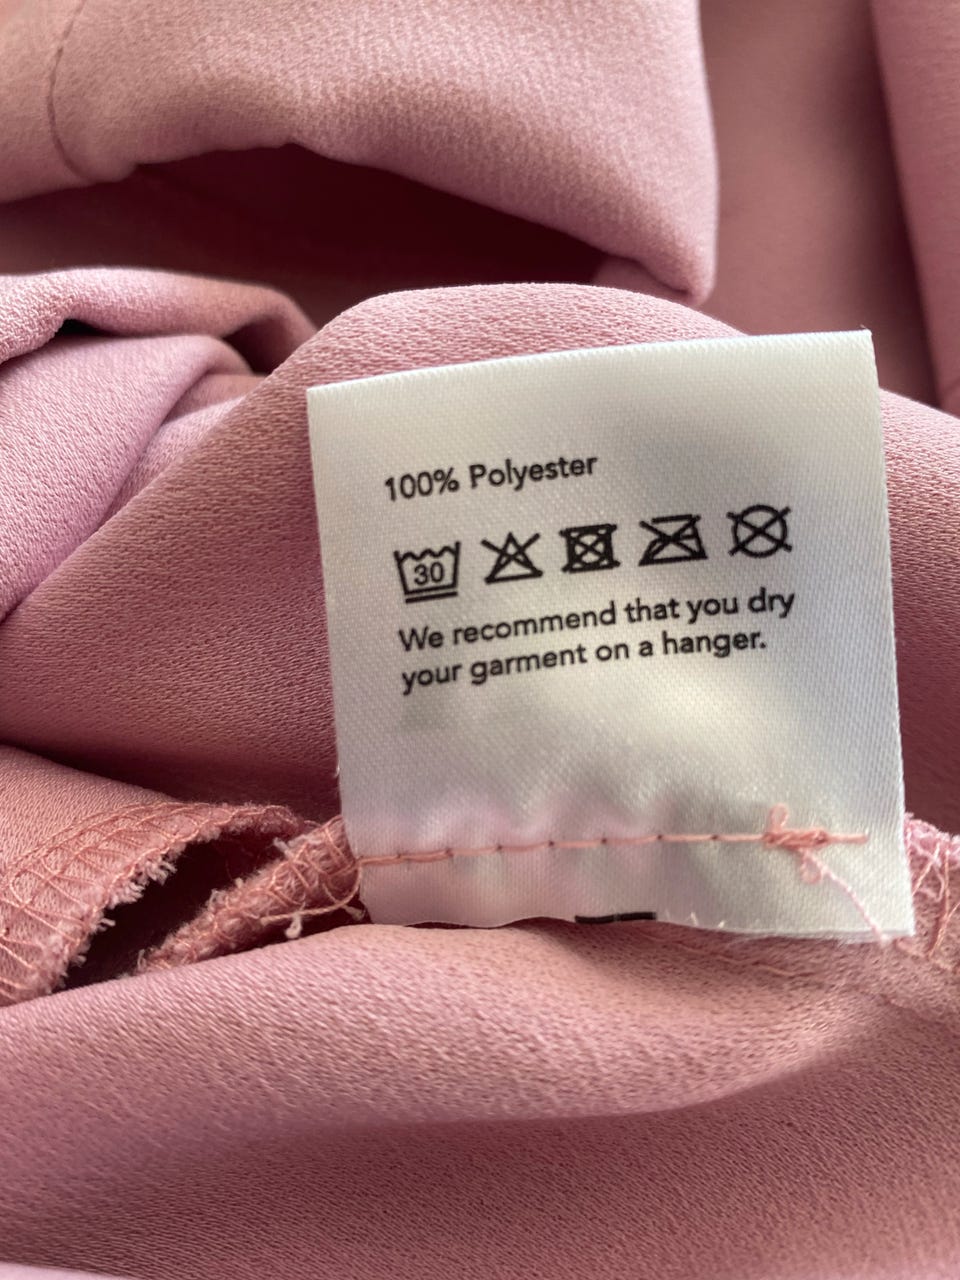 100% Polyester
30
We recommend that you dry
your garment on a hanger.